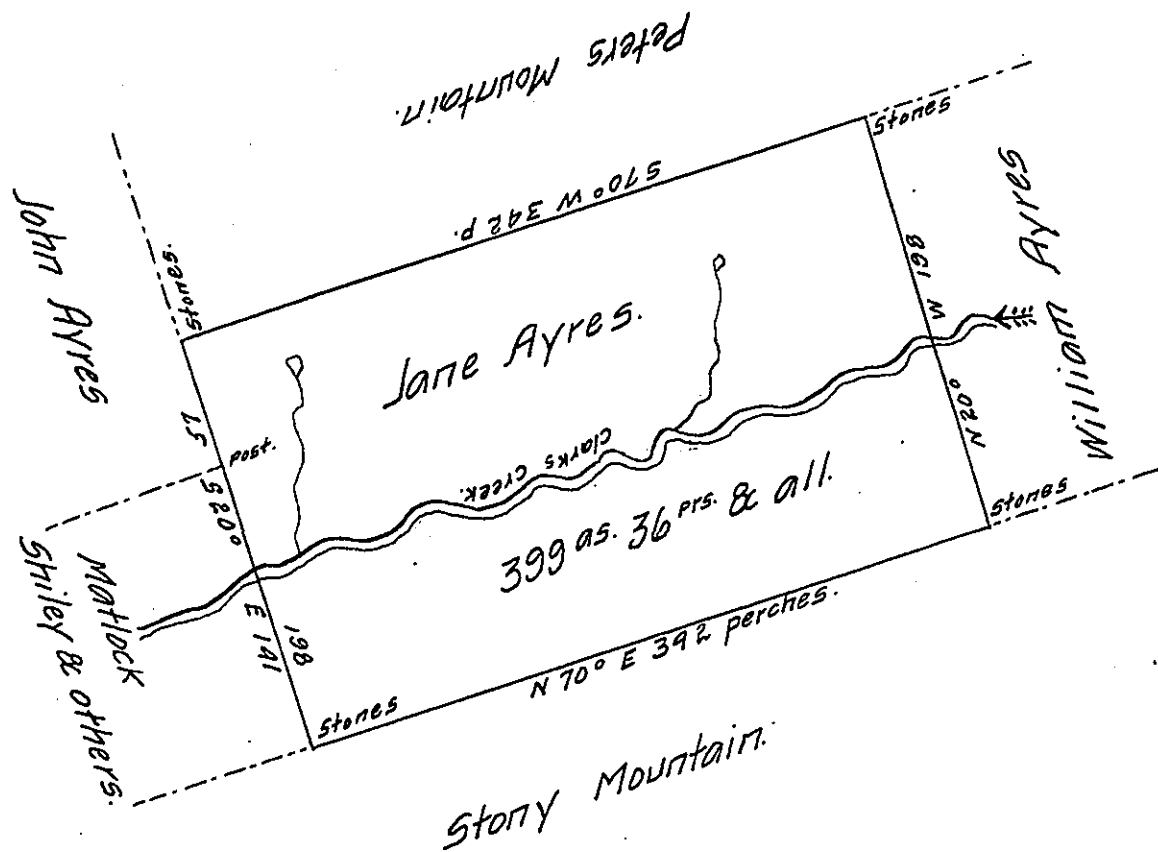 Peters Mountain.
John Ayres
Stones.
S 70° W 342 p.
Stones
William Ayres
N 20° W 198
Jane Ayres.
57
Post.
S 20° E 141
198
Clarks Creek.
399 as. 36 prs. & all.
Matlock
Shiley & others.
Stones
N 70° E 392 perches.
Stones
Stony Mountain.